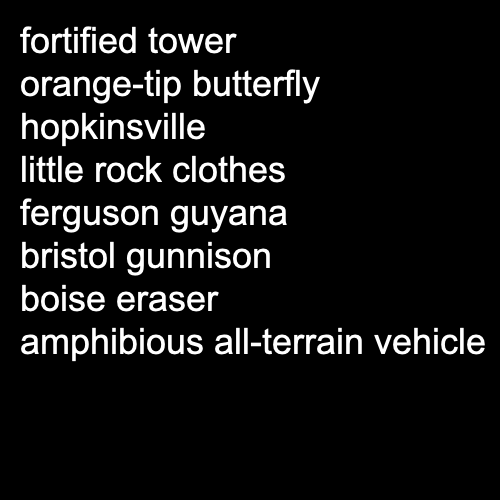 fortified tower
orange-tip butterfly
hopkinsville
little rock clothes
ferguson guyana
bristol gunnison
boise eraser
amphibious all-terrain vehicle